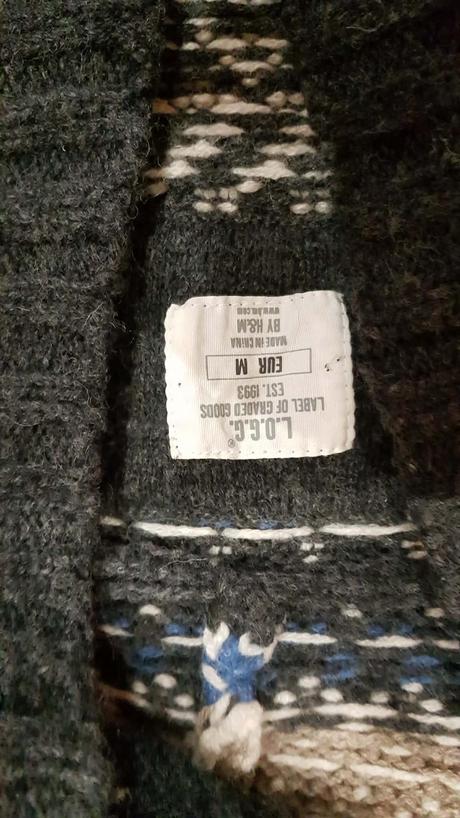 L.O.G.G.®
LABEL OF GRADED GOODS
EST. 1993
EUR M
MADE IN CHINA
BY H&M
www.hm.com